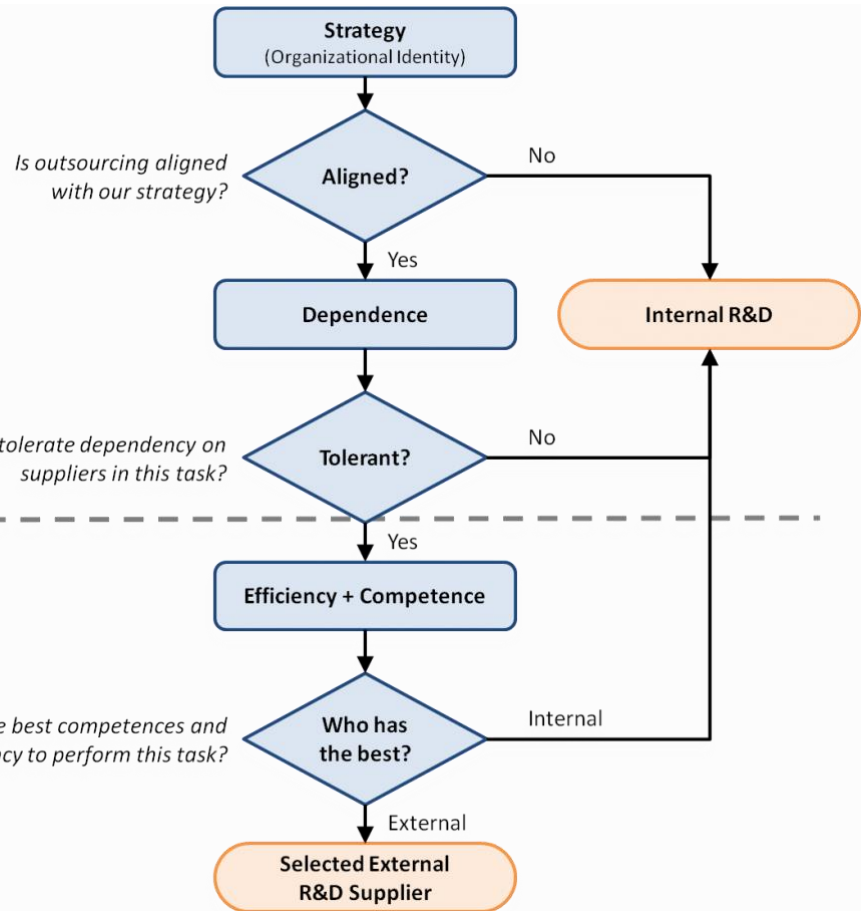 Strategy
(Organizational Identity)
Is outsourcing aligned
with our strategy?
Aligned?
No
Yes
Dependence
Internal R&D
tolerate dependency on
suppliers in this task?
Tolerant?
No
Yes
Efficiency + Competence
best competences and
to perform this task?
Who has
the best?
Internal
External
Selected External
R&D Supplier